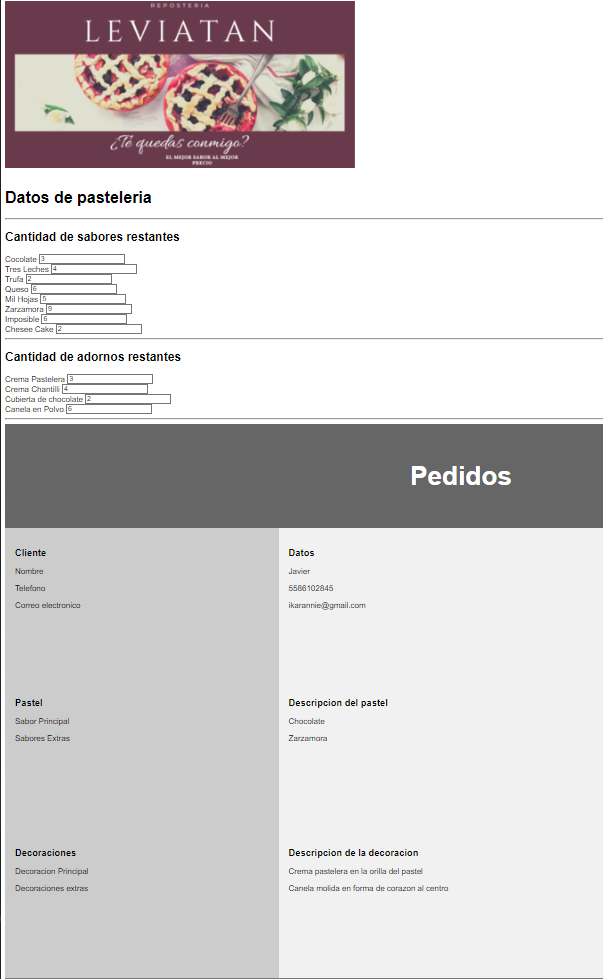 REPOSTERIA
LEVIATAN
¿Te quedas conmigo?
EL MEJOR SABOR AL MEJOR
PRECIO
Datos de pasteleria
Cantidad de sabores restantes
Cocolate 3
Tres Leches 4
Trufa 2
Queso 6
Mil Hojas 5
Zarzamora 9
Imposible 6
Chesee Cake 2
Cantidad de adornos restantes
Crema Pastelera 3
Crema Chantilli 4
Cubierta de chocolate 2
Canela en Polvo 6
Pedidos
Cliente Datos
Nombre Javier
Telefono 5586102845
Correo electronico ikarannie@gmail.com
Pastel Descripcion del pastel
Sabor Principal Chocolate
Sabores Extras Zarzamora
Decoraciones Descripcion de la decoracion
Decoracion Principal Crema pastelera en la orilla del pastel
Decoraciones extras Canela molida en forma de corazon al centro